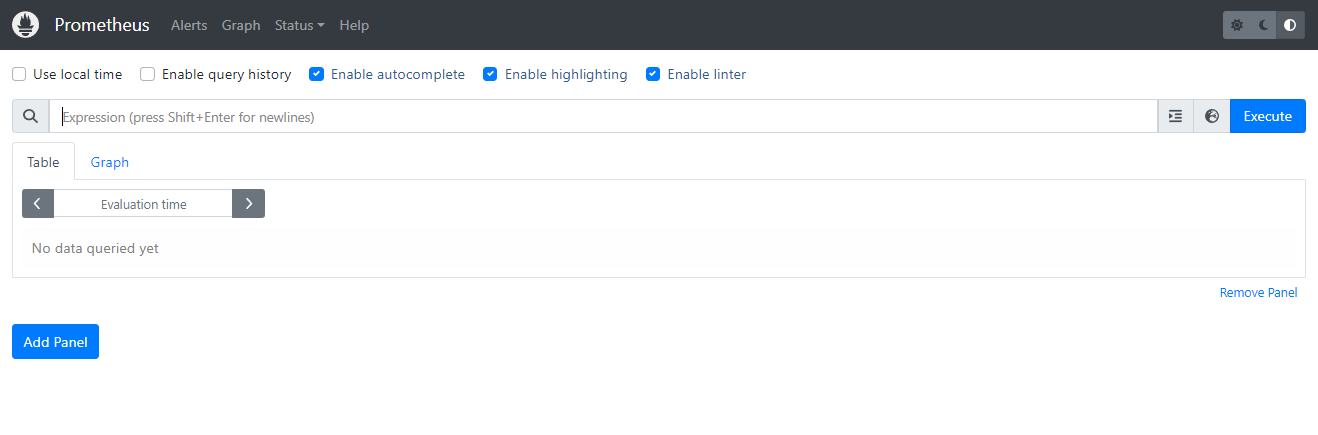 Prometheus Alerts Graph Status Help
Use local time Enable query history Enable autocomplete Enable highlighting Enable linter
Expression (press Shift+Enter for newlines) Execute
Table Graph
Evaluation time
No data queried yet
Remove Panel
Add Panel